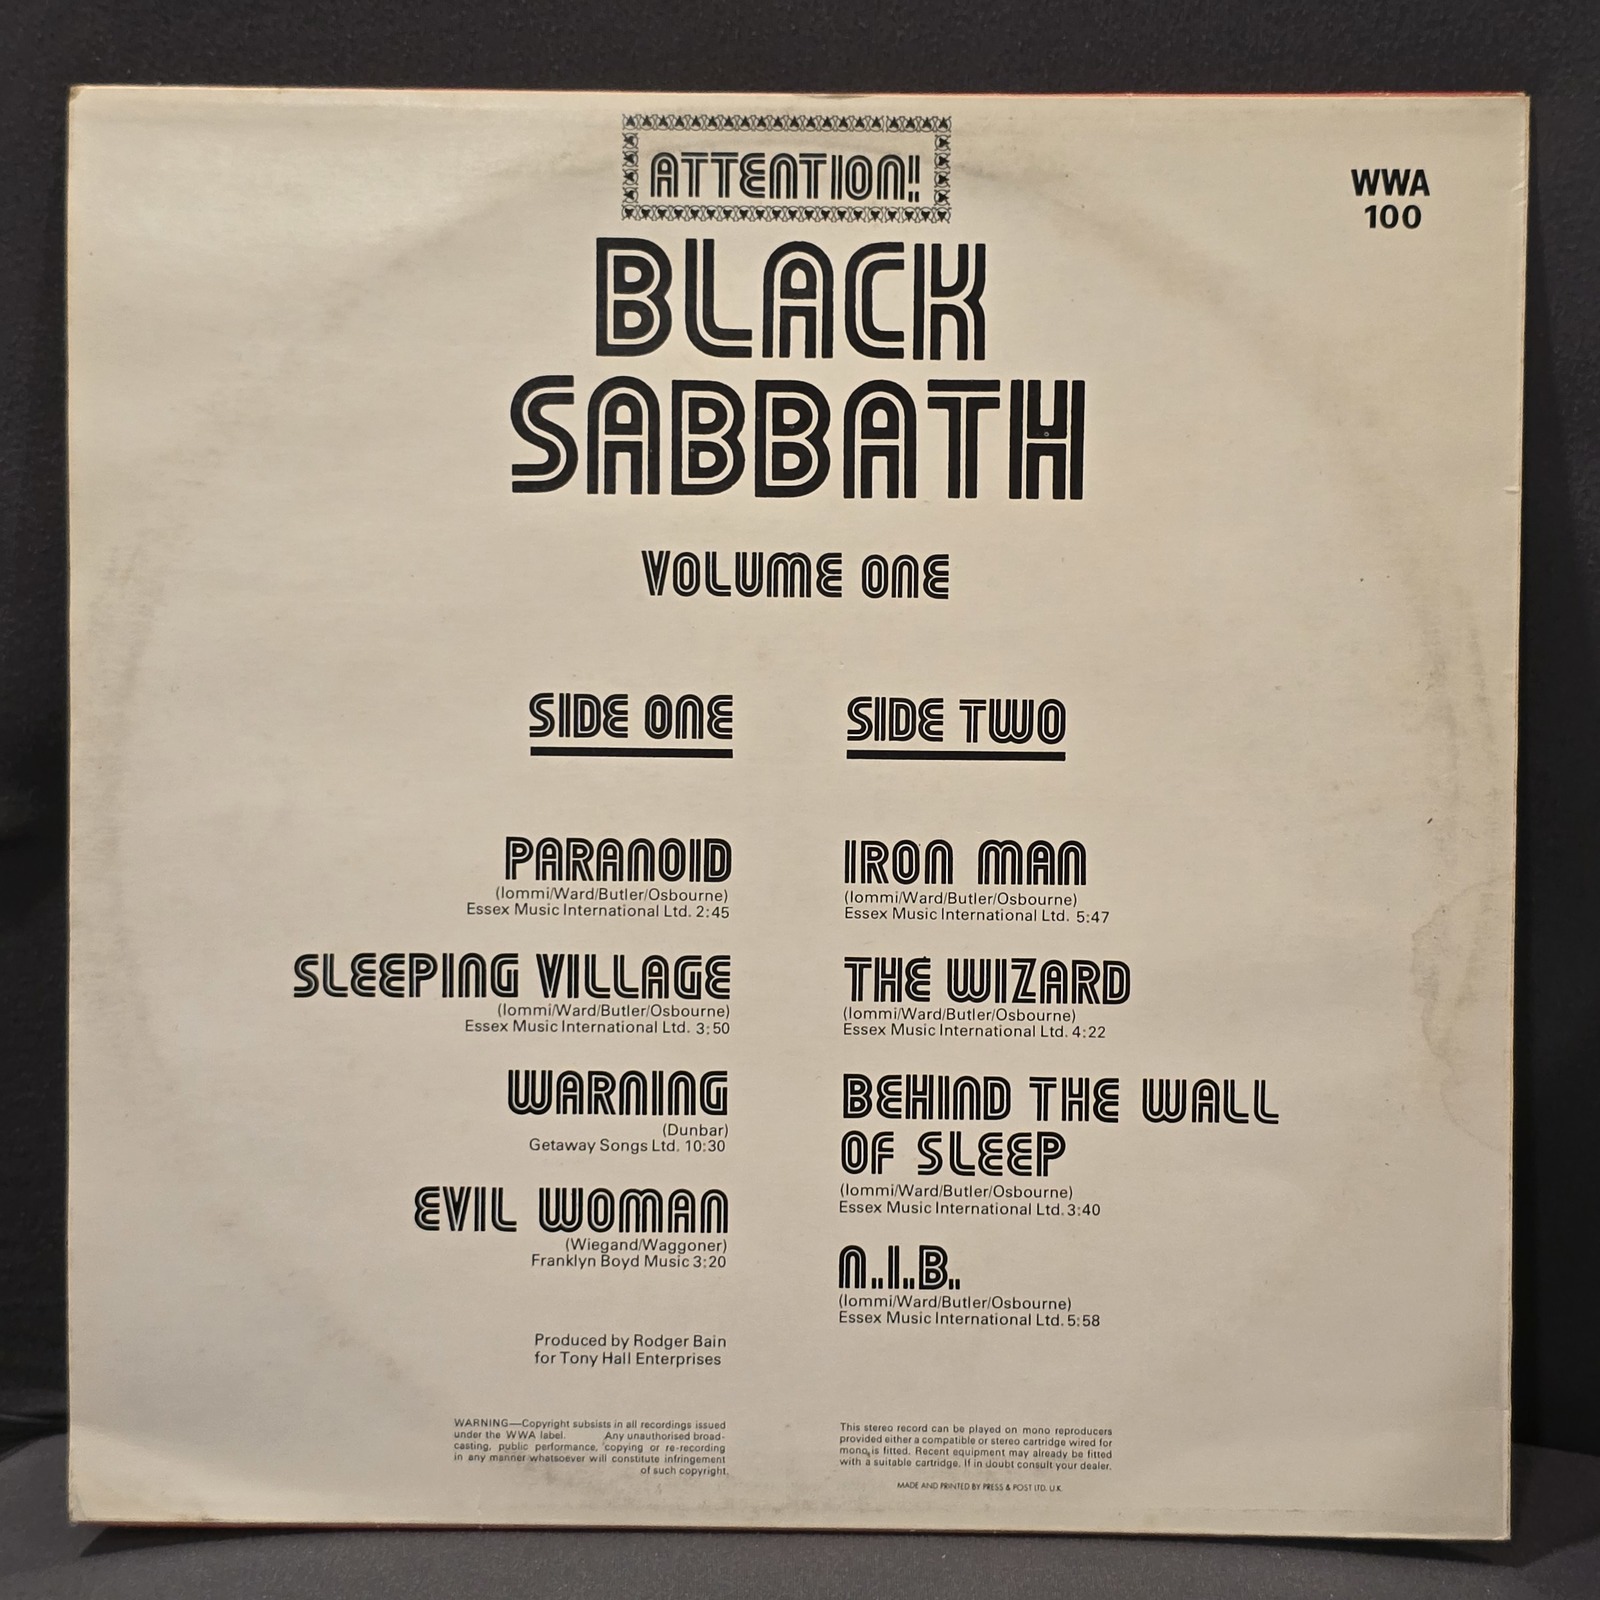 ATTENTION!!
WWA
100
BLACK
SABBATH
VOLUME ONE
SIDE ONE
PARANOID
(Iommi/Ward/Butler/Osbourne)
Essex Music International Ltd. 2:45
SLEEPING VILLAGE
(Iommi/Ward/Butler/Osbourne)
Essex Music International Ltd. 3:50
WARNING
(Dunbar)
Getaway Songs Ltd. 10:30
EVIL WOMAN
(Wiegand/Waggoner)
Franklyn Boyd Music 3:20
Produced by Rodger Bain
for Tony Hall Enterprises
WARNING—Copyright subsists in all recordings issued
under the WWA label. Any unauthorised broad-
casting, public performance, copying or re-recording
in any manner whatsoever will constitute infringement
of such copyright.
SIDE TWO
IRON MAN
(Iommi/Ward/Butler/Osbourne)
Essex Music International Ltd. 5:47
THE WIZARD
(Iommi/Ward/Butler/Osbourne)
Essex Music International Ltd. 4:22
BEHIND THE WALL
OF SLEEP
(Iommi/Ward/Butler/Osbourne)
Essex Music International Ltd. 3:40
N..I..B..
(Iommi/Ward/Butler/Osbourne)
Essex Music International Ltd. 5:58
This stereo record can be played on mono reproducers
provided either a compatible or stereo cartridge wired for
mono is fitted. Recent equipment may already be fitted
with a suitable cartridge. If in doubt consult your dealer.
MADE AND PRINTED BY PRESS & POST LTD. U.K.